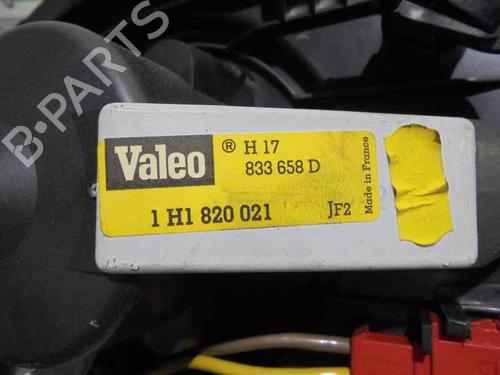 B-PARTS
Valeo ® H 17
833 658 D
1 H1 820 021 JF2
Made in France